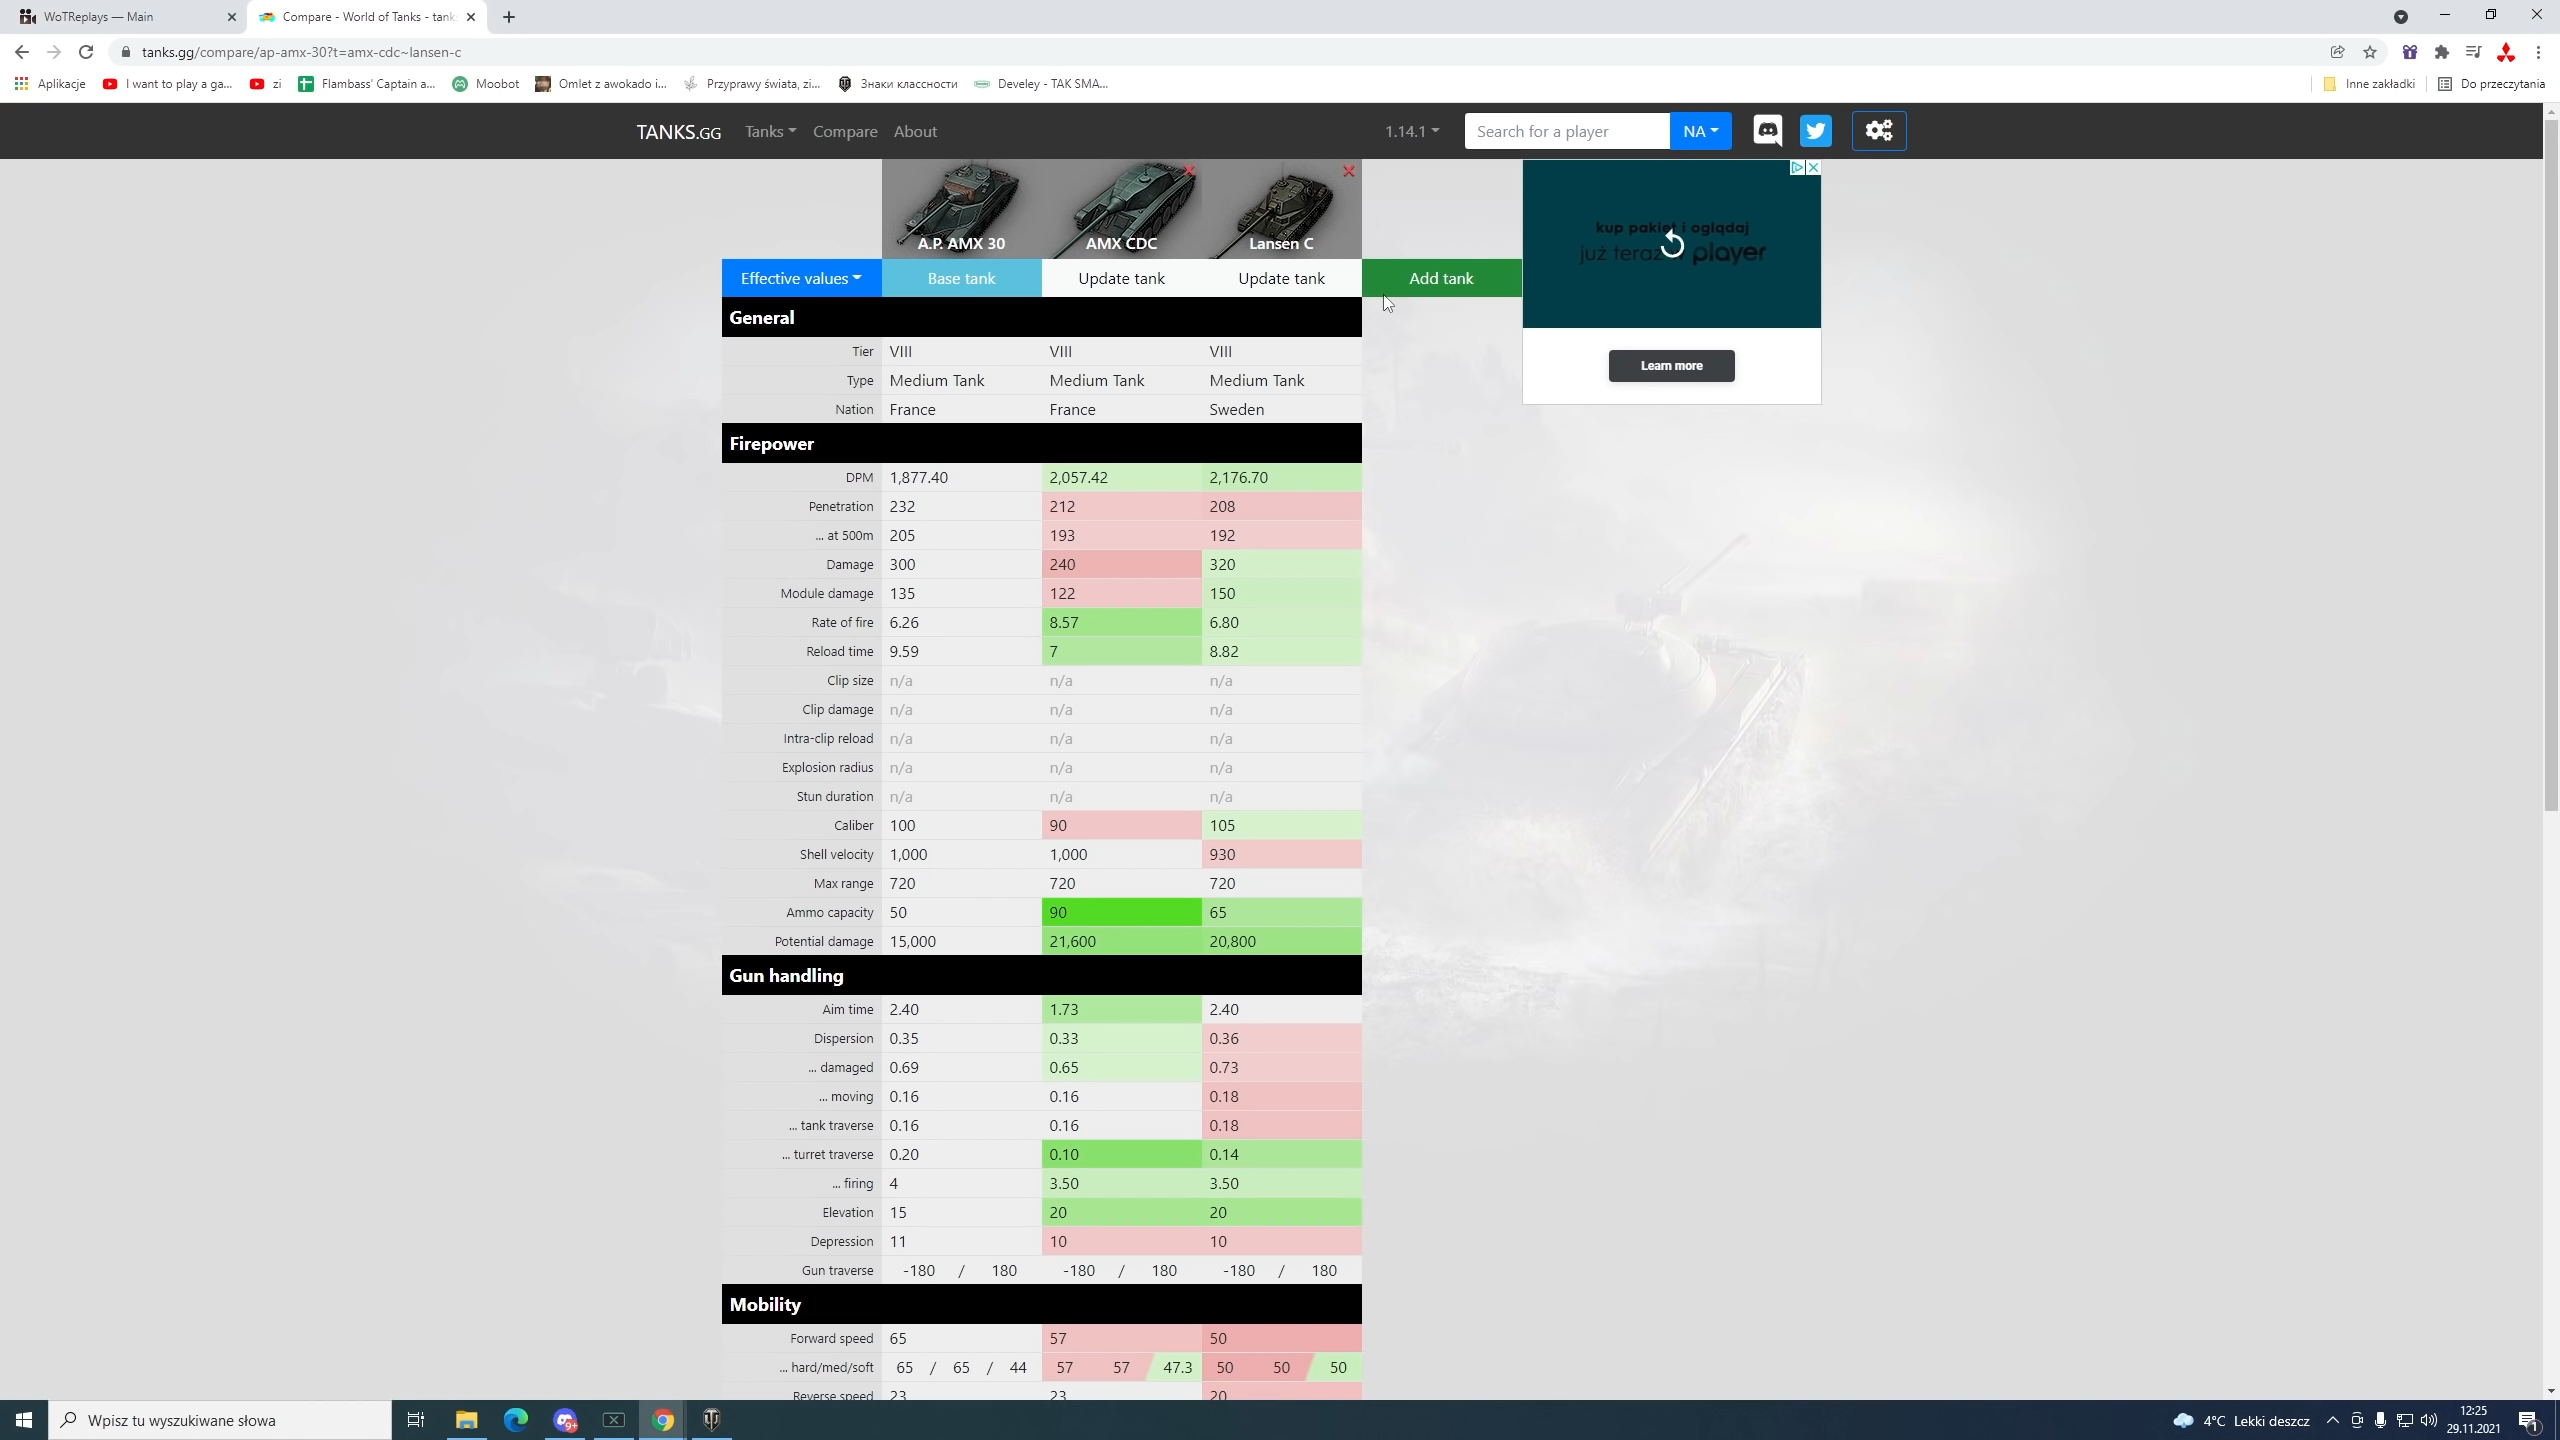 WoTReplays — Main
Compare - World of Tanks - tank
tanks.gg/compare/ap-amx-30?t=amx-cdc~lansen-c
Aplikacje I want to play a ga... zi Flambass' Captain a... Moobot Omlet z awokado i... Przyprawy świata, zi... Знаки классности Develey - TAK SMA... Inne zakładki Do przeczytania
TANKS.GG Tanks Compare About 1.14.1 Search for a player NA
A.P. AMX 30 AMX CDC Lansen C
kup pakiet i oglądaj
już teraz w player
Learn more
Effective values Base tank Update tank Update tank Add tank
General
Tier VIII VIII VIII
Type Medium Tank Medium Tank Medium Tank
Nation France France Sweden
Firepower
DPM 1,877.40 2,057.42 2,176.70
Penetration 232 212 208
... at 500m 205 193 192
Damage 300 240 320
Module damage 135 122 150
Rate of fire 6.26 8.57 6.80
Reload time 9.59 7 8.82
Clip size n/a n/a n/a
Clip damage n/a n/a n/a
Intra-clip reload n/a n/a n/a
Explosion radius n/a n/a n/a
Stun duration n/a n/a n/a
Caliber 100 90 105
Shell velocity 1,000 1,000 930
Max range 720 720 720
Ammo capacity 50 90 65
Potential damage 15,000 21,600 20,800
Gun handling
Aim time 2.40 1.73 2.40
Dispersion 0.35 0.33 0.36
... damaged 0.69 0.65 0.73
... moving 0.16 0.16 0.18
... tank traverse 0.16 0.16 0.18
... turret traverse 0.20 0.10 0.14
... firing 4 3.50 3.50
Elevation 15 20 20
Depression 11 10 10
Gun traverse -180 / 180 -180 / 180 -180 / 180
Mobility
Forward speed 65 57 50
... hard/med/soft 65 / 65 / 44 57 57 47.3 50 50 50
Reverse speed 23 23 20
Wpisz tu wyszukiwane słowa
9+
4°C Lekki deszcz
12:25
29.11.2021
1